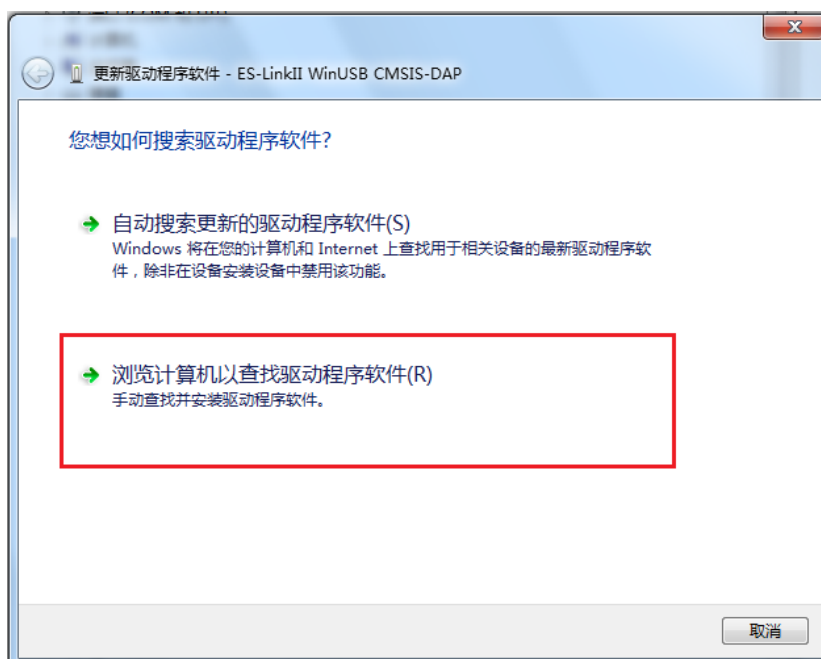 更新驱动程序软件 - ES-LinkII WinUSB CMSIS-DAP
您想如何搜索驱动程序软件?
自动搜索更新的驱动程序软件(S)
Windows 将在您的计算机和 Internet 上查找用于相关设备的最新驱动程序软
件，除非在设备安装设备中禁用该功能。
浏览计算机以查找驱动程序软件(R)
手动查找并安装驱动程序软件。
取消